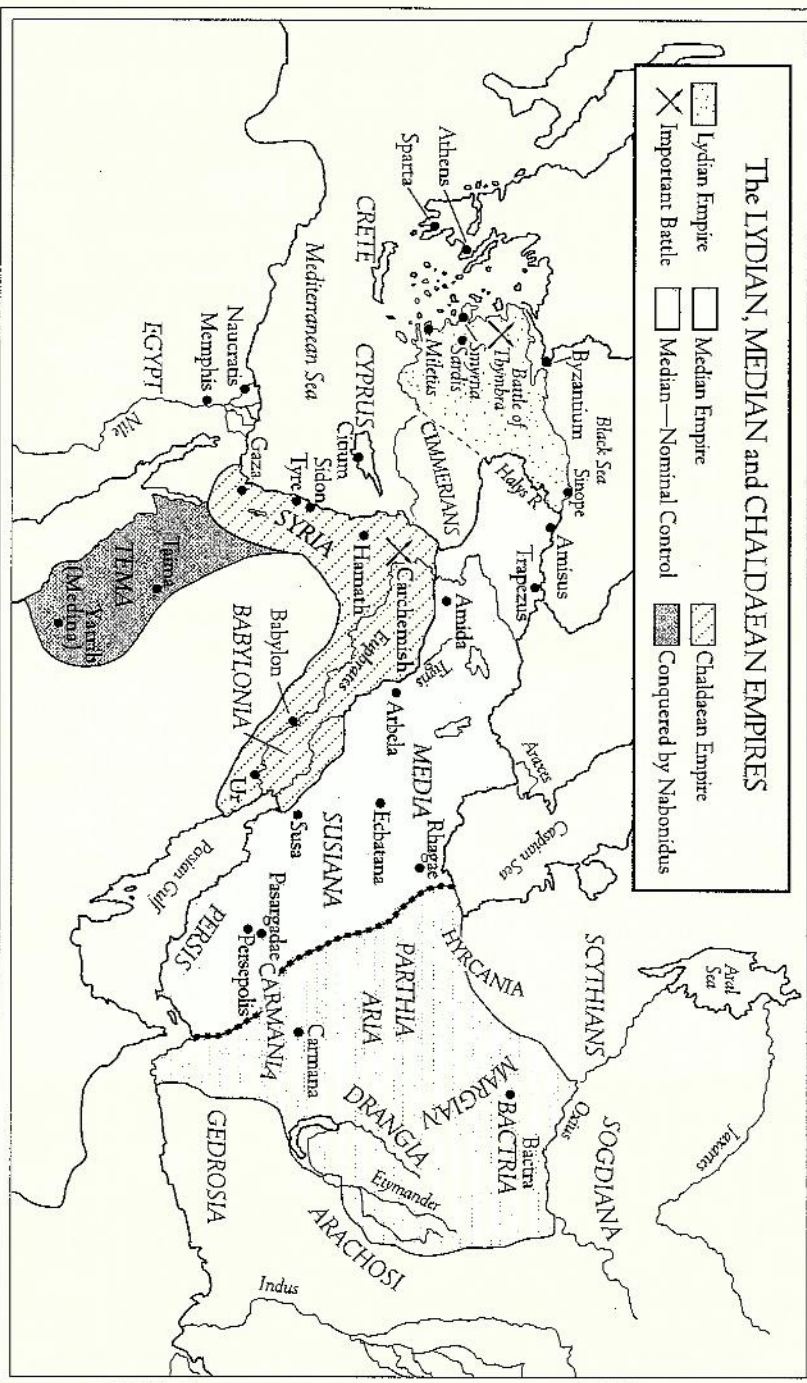 The LYDIAN, MEDIAN and CHALDAEAN EMPIRES
Lydian Empire
Median Empire
Chaldaean Empire
Important Battle
Median—Nominal Control
Conquered by Nabonidus
Athens
Sparta
CRETE
Mediterranean Sea
Naucratis
Memphis
EGYPT
Nile
Byzantium
Black Sea
Sinope
Battle of
Thymbra
Smyrna
Sardis
Miletius
CIMMERIANS
Halys R
Amisus
Trapezus
CYPRUS
Citium
Sidon
Tyre
Gaza
SYRIA
Hamath
Carchemish
Amida
Tigris
Euphrates
Arbela
Babylon
BABYLONIA
Ur
TEMA
Taima
Yatrib
(Medina)
Araxes
Caspian Sea
MEDIA
Rhagae
Ecbatana
SUSIANA
Susa
Persian Gulf
PERSIS
Pasargadae
Persepolis
CARMANIA
Carmana
HYRCANIA
PARTHIA
ARIA
SCYTHIANS
Aral
Sea
Jaxartes
Oxus
SOGDIANA
MARGIAN
Bactra
BACTRIA
DRANGIA
Etymander
ARACHOSI
GEDROSIA
Indus